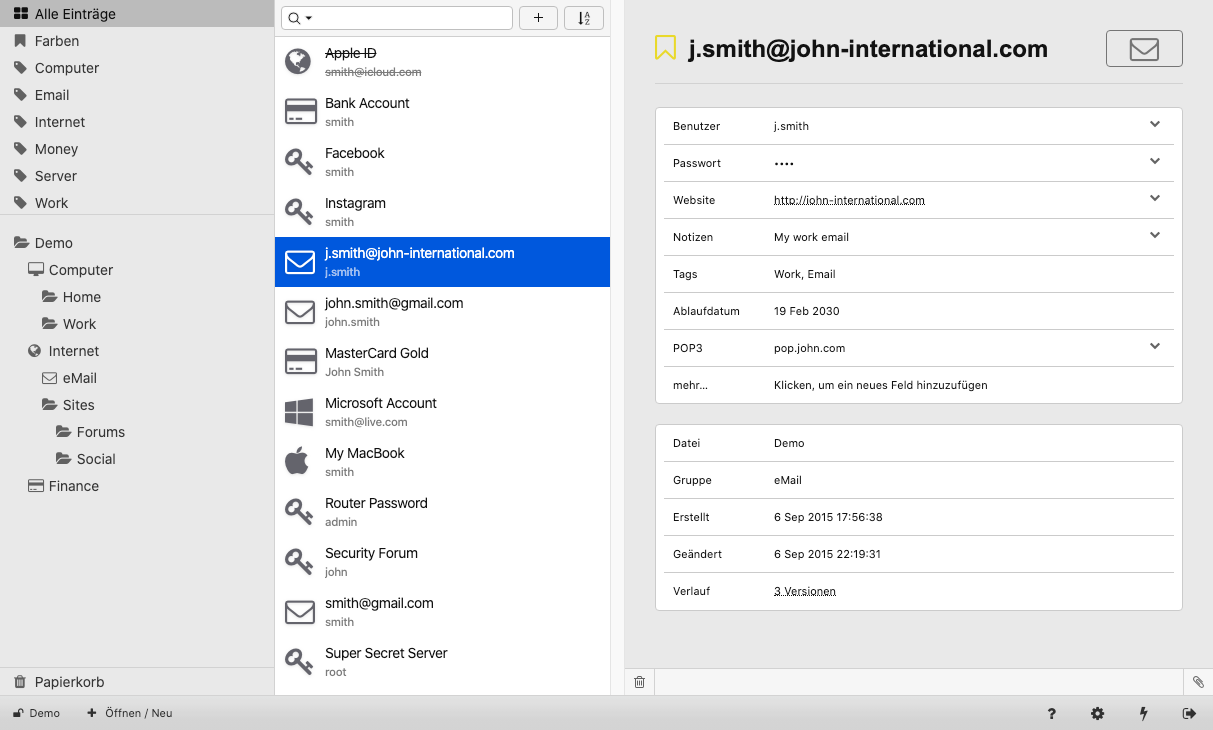 Alle Einträge
Farben
Computer
Email
Internet
Money
Server
Work
Demo
Computer
Home
Work
Internet
eMail
Sites
Forums
Social
Finance
Papierkorb
Apple ID
smith@icloud.com
Bank Account
smith
Facebook
smith
Instagram
smith
j.smith@john-international.com
j.smith
john.smith@gmail.com
john.smith
MasterCard Gold
John Smith
Microsoft Account
smith@live.com
My MacBook
smith
Router Password
admin
Security Forum
john
smith@gmail.com
smith
Super Secret Server
root
j.smith@john-international.com
Benutzer j.smith
Passwort ••••
Website http://john-international.com
Notizen My work email
Tags Work, Email
Ablaufdatum 19 Feb 2030
POP3 pop.john.com
mehr... Klicken, um ein neues Feld hinzuzufügen
Datei Demo
Gruppe eMail
Erstellt 6 Sep 2015 17:56:38
Geändert 6 Sep 2015 22:19:31
Verlauf 3 Versionen
Demo + Öffnen / Neu ?